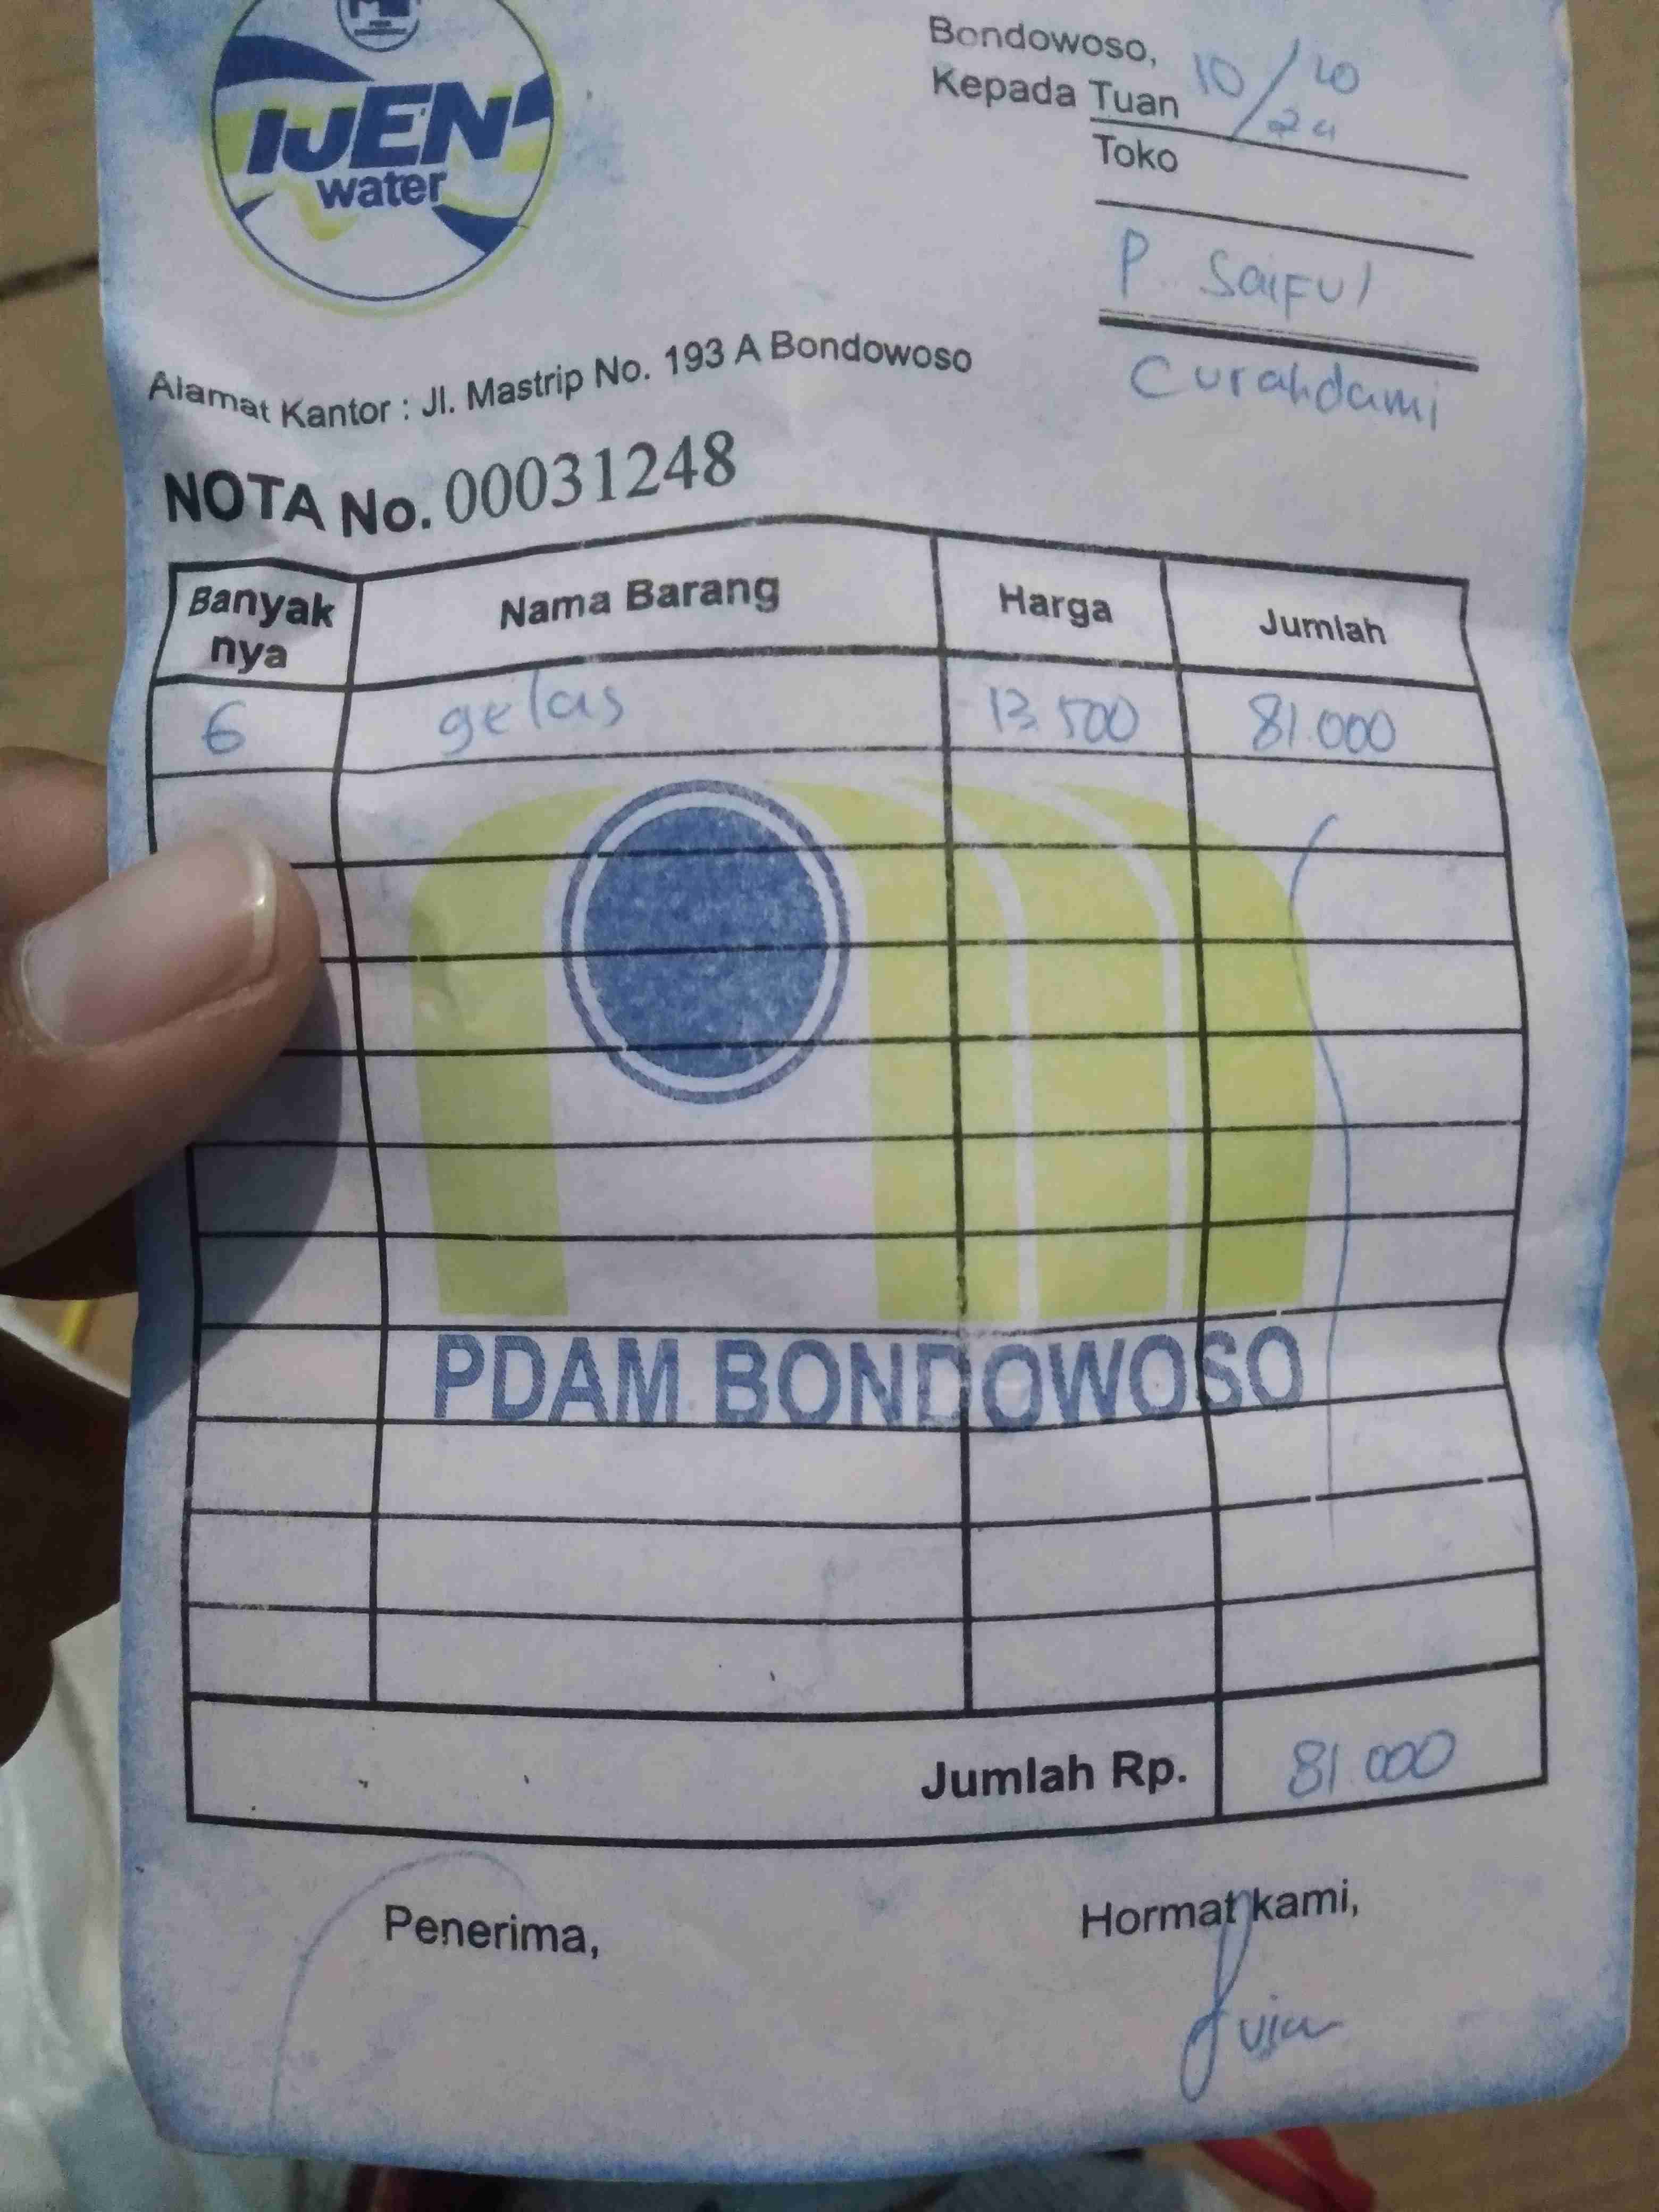 IJEN
water
Bondowoso, 10/10
Kepada Tuan
Toko
P. Saiful
Curahdami
Alamat Kantor : Jl. Mastrip No. 193 A Bondowoso
NOTA No. 00031248
Banyak nya Nama Barang Harga Jumlah
6 gelas 13.500 81.000
PDAM BONDOWOSO
Jumlah Rp. 81.000
Penerima, Hormat kami,